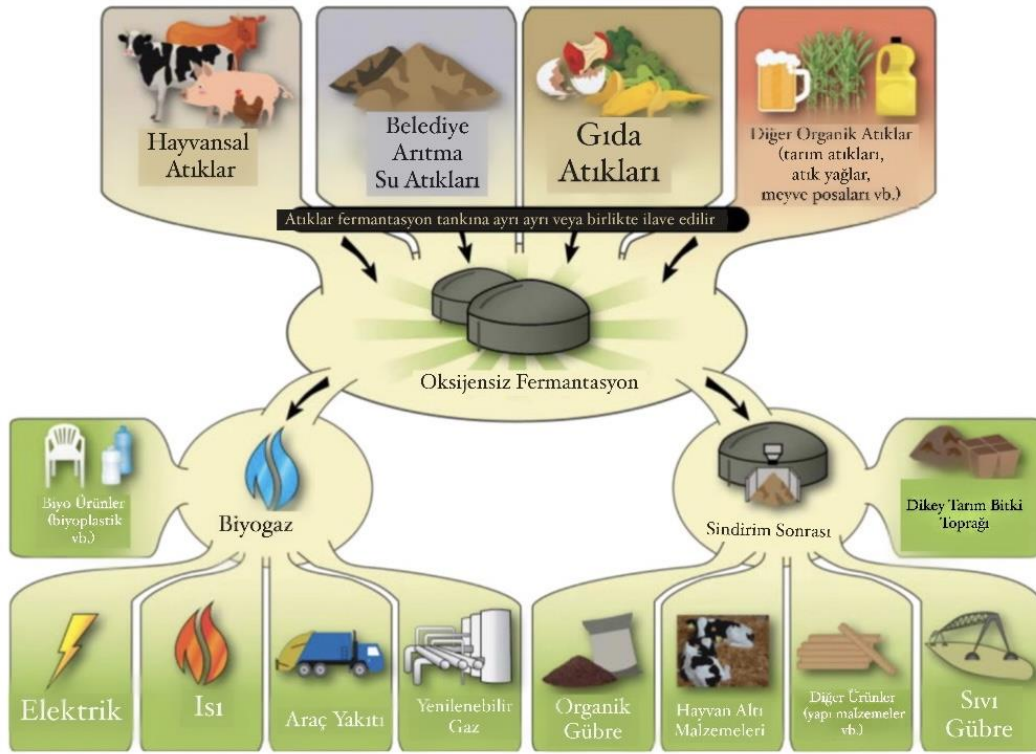 Hayvansal
Atıklar
Belediye
Arıtma
Su Atıkları
Gıda
Atıkları
Diğer Organik Atıklar
(tarım atıkları,
atık yağlar,
meyve posaları vb.)
Atıklar fermantasyon tankına ayrı ayrı veya birlikte ilave edilir
Oksijensiz Fermantasyon
Biyo Ürünler
(biyoplastik
vb.)
Biyogaz
Sindirim Sonrası
Dikey Tarım Bitki
Toprağı
Elektrik
Isı
Araç Yakıtı
Yenilenebilir
Gaz
Organik
Gübre
Hayvan Altı
Malzemeleri
Diğer Ürünler
(yapı malzemeler
vb.)
Sıvı
Gübre